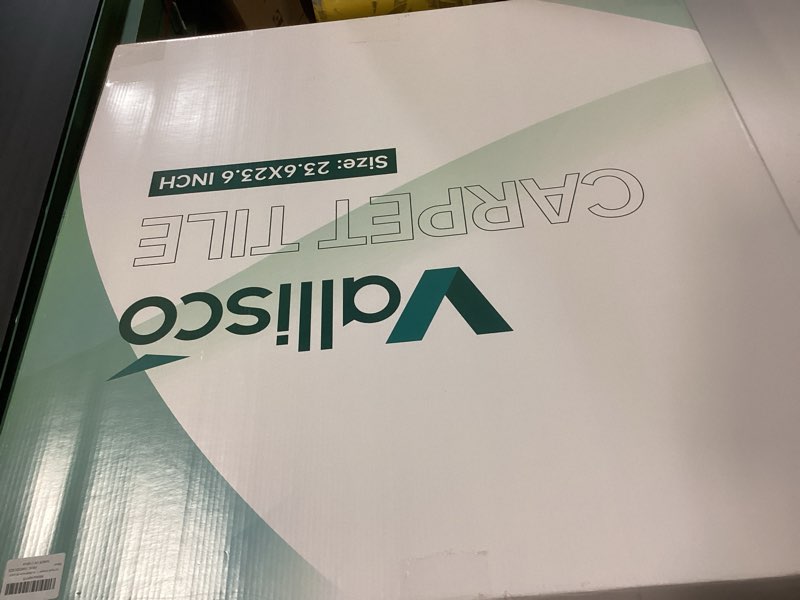 Vallisco
CARPET TILE
Size: 23.6X23.6 INCH